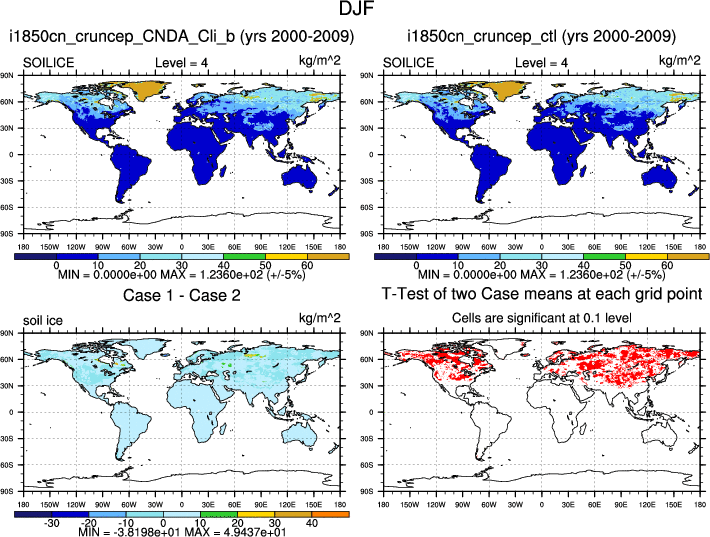 DJF
i1850cn_cruncep_CNDA_Cli_b (yrs 2000-2009)
i1850cn_cruncep_ctl (yrs 2000-2009)
SOILICE Level = 4 kg/m^2
SOILICE Level = 4 kg/m^2
90N
60N
30N
0
30S
60S
90S
180 150W 120W 90W 60W 30W 0 30E 60E 90E 120E 150E 180
0 10 20 30 40 50 60
MIN = 0.0000e+00 MAX = 1.2360e+02 (+/-5%)
90N
60N
30N
0
30S
60S
90S
180 150W 120W 90W 60W 30W 0 30E 60E 90E 120E 150E 180
0 10 20 30 40 50 60
MIN = 0.0000e+00 MAX = 1.2360e+02 (+/-5%)
Case 1 - Case 2
soil ice kg/m^2
90N
60N
30N
0
30S
60S
90S
180 150W 120W 90W 60W 30W 0 30E 60E 90E 120E 150E 180
-30 -20 -10 0 10 20 30 40
MIN = -3.8198e+01 MAX = 4.9437e+01
T-Test of two Case means at each grid point
Cells are significant at 0.1 level
90N
60N
30N
0
30S
60S
90S
180 150W 120W 90W 60W 30W 0 30E 60E 90E 120E 150E 180